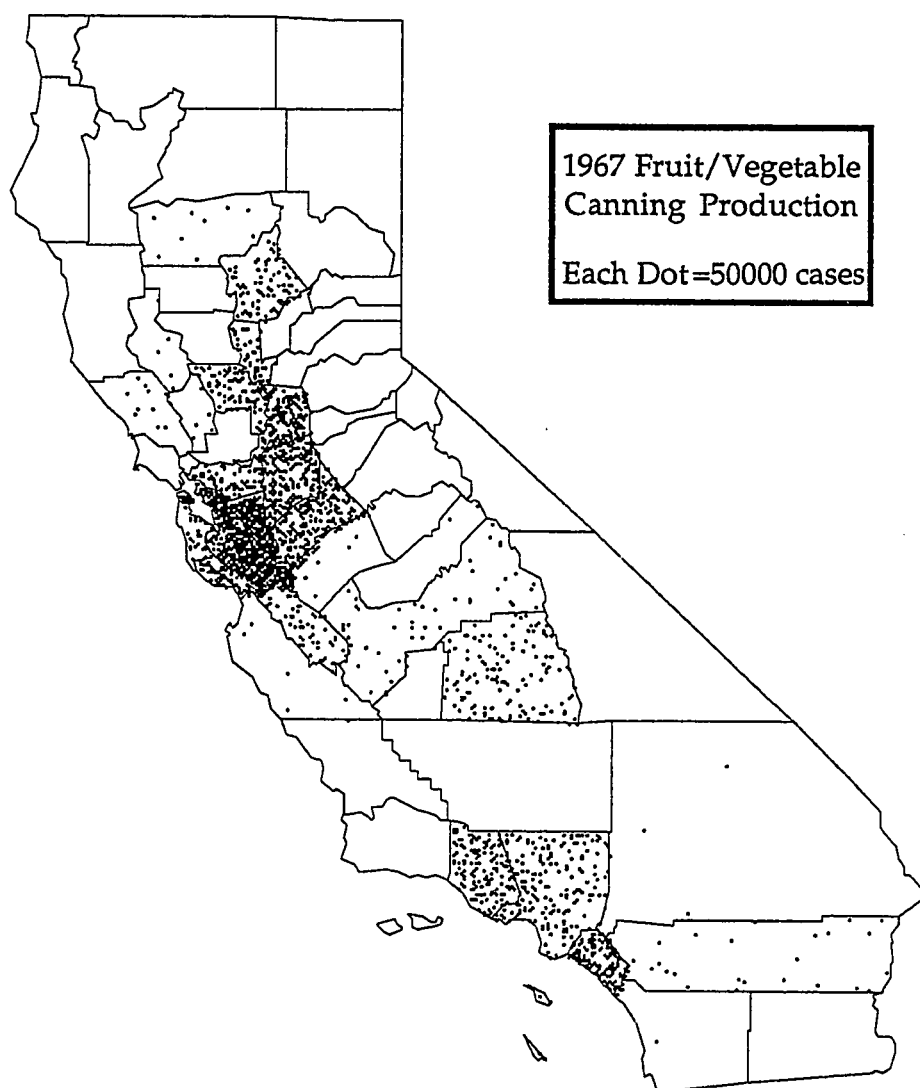 1967 Fruit/Vegetable
Canning Production
Each Dot=50000 cases